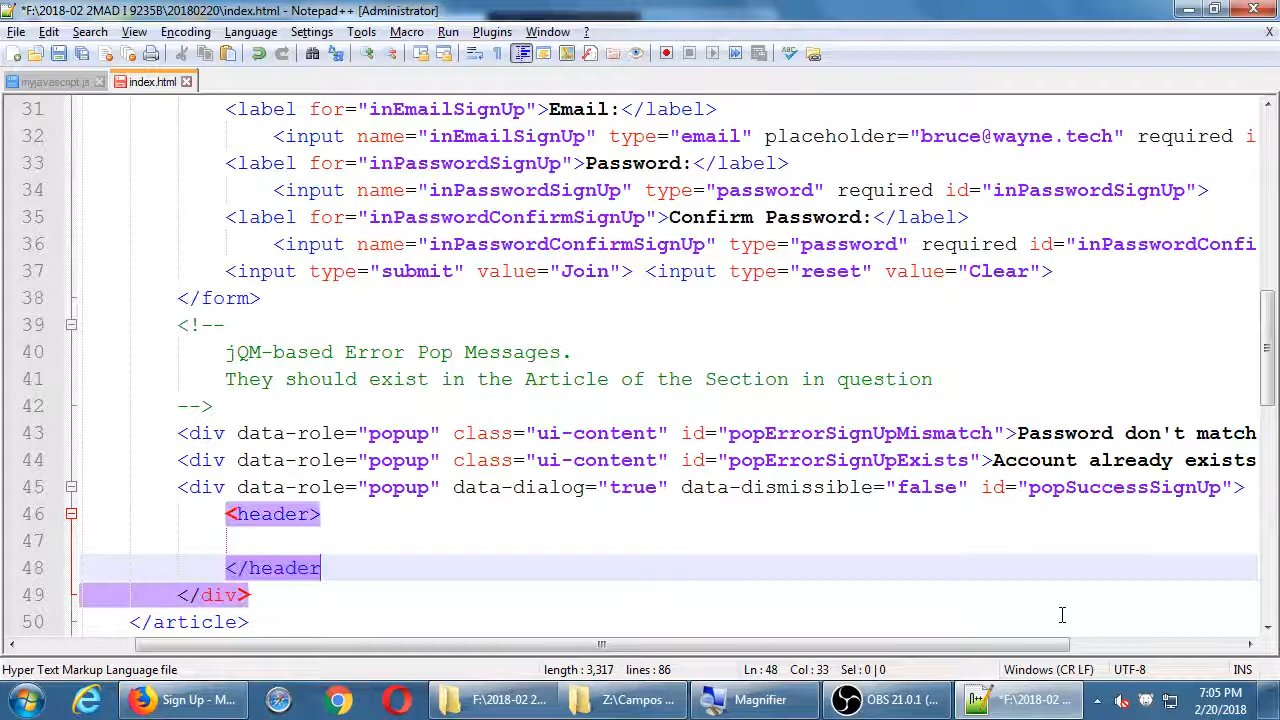 *F:\2018-02 2MAD I 9235B\20180220\index.html - Notepad++ [Administrator]
File Edit Search View Encoding Language Settings Tools Macro Run Plugins Window ? X
myjavascript.js index.html
31 <label for="inEmailSignUp">Email:</label>
32 <input name="inEmailSignUp" type="email" placeholder="bruce@wayne.tech" required i
33 <label for="inPasswordSignUp">Password:</label>
34 <input name="inPasswordSignUp" type="password" required id="inPasswordSignUp">
35 <label for="inPasswordConfirmSignUp">Confirm Password:</label>
36 <input name="inPasswordConfirmSignUp" type="password" required id="inPasswordConfi
37 <input type="submit" value="Join"> <input type="reset" value="Clear">
38 </form>
39 <!--
40 jQM-based Error Pop Messages.
41 They should exist in the Article of the Section in question
42 -->
43 <div data-role="popup" class="ui-content" id="popErrorSignUpMismatch">Password don't match
44 <div data-role="popup" class="ui-content" id="popErrorSignUpExists">Account already exists
45 <div data-role="popup" data-dialog="true" data-dismissible="false" id="popSuccessSignUp">
46 <header>
47
48 </header
49 </div>
50 </article>
Hyper Text Markup Language file length : 3,317 lines : 86 Ln : 48 Col : 33 Sel : 0 | 0 Windows (CR LF) UTF-8 INS
Sign Up - M... F:\2018-02 2... Z:\Campos ... Magnifier OBS 21.0.1 (... *F:\2018-02 ... 7:05 PM
2/20/2018